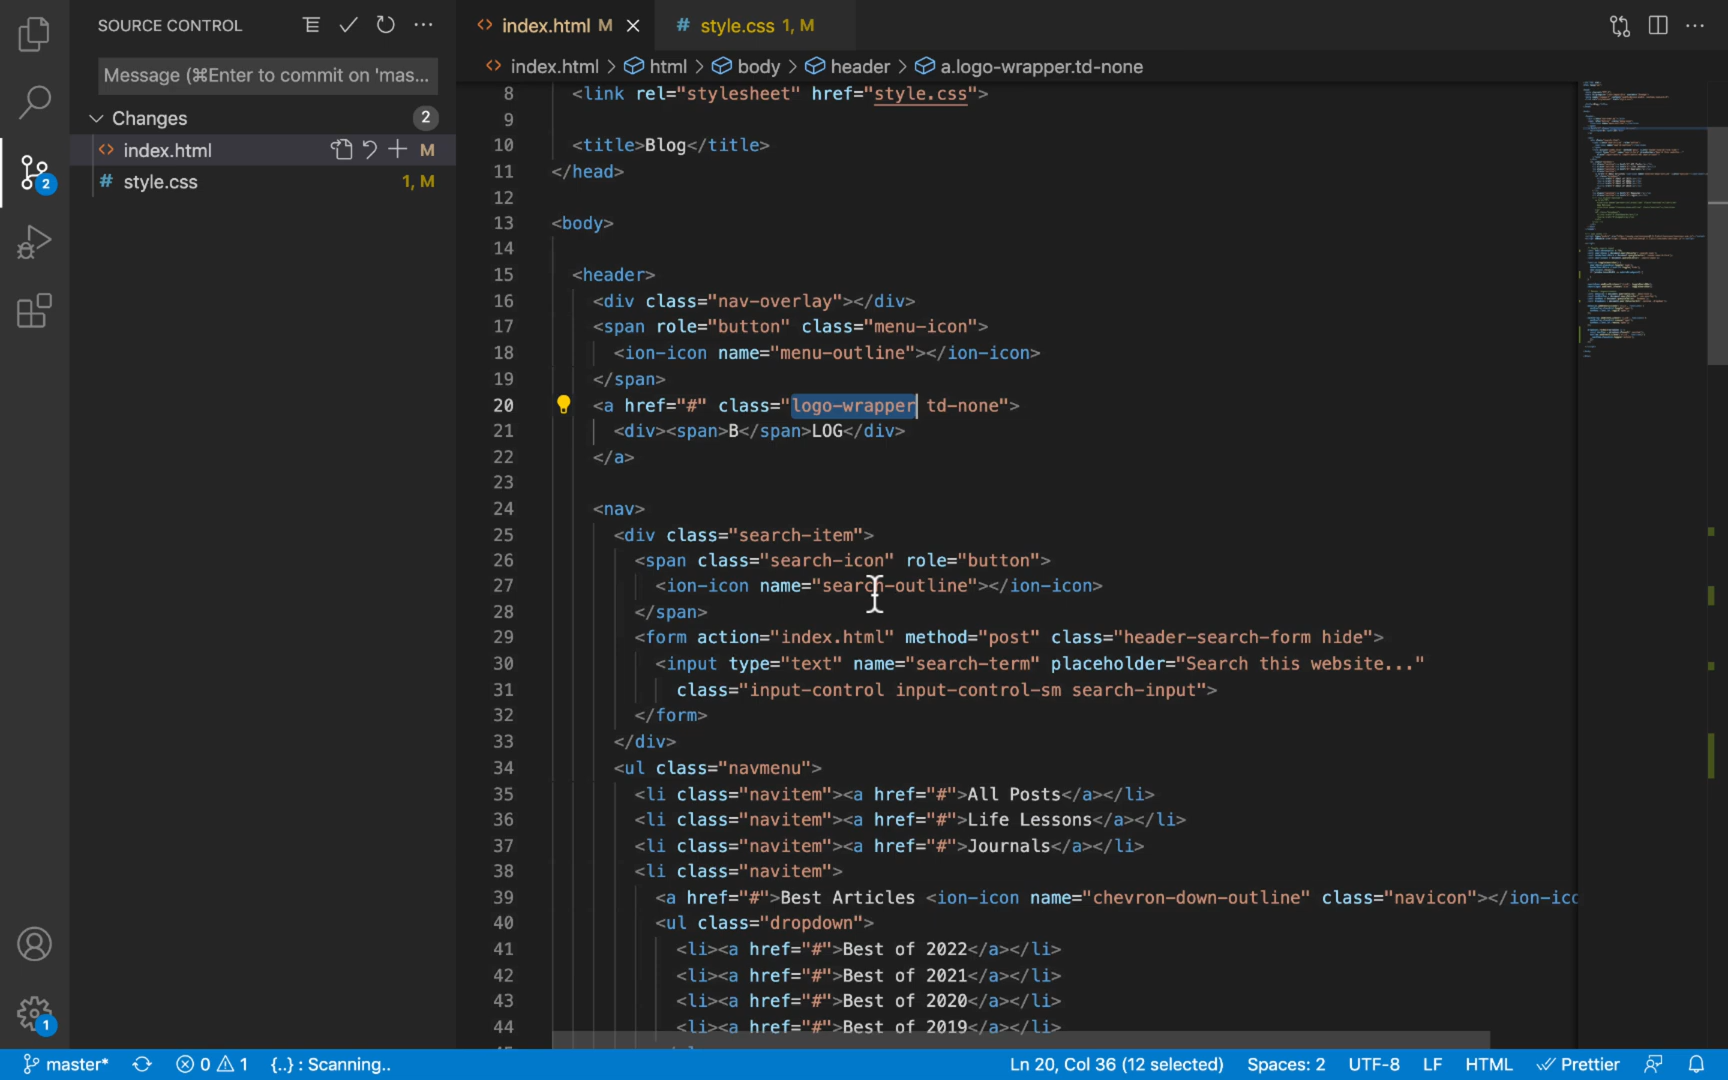 SOURCE CONTROL
index.html M
# style.css 1, M
Message (⌘Enter to commit on 'mas...
index.html > html > body > header > a.logo-wrapper.td-none
Changes 2
index.html M
# style.css 1, M
2
1
8 <link rel="stylesheet" href="style.css">
9
10 <title>Blog</title>
11 </head>
12
13 <body>
14
15 <header>
16 <div class="nav-overlay"></div>
17 <span role="button" class="menu-icon">
18 <ion-icon name="menu-outline"></ion-icon>
19 </span>
20 <a href="#" class="logo-wrapper td-none">
21 <div><span>B</span>LOG</div>
22 </a>
23
24 <nav>
25 <div class="search-item">
26 <span class="search-icon" role="button">
27 <ion-icon name="search-outline"></ion-icon>
28 </span>
29 <form action="index.html" method="post" class="header-search-form hide">
30 <input type="text" name="search-term" placeholder="Search this website..."
31 class="input-control input-control-sm search-input">
32 </form>
33 </div>
34 <ul class="navmenu">
35 <li class="navitem"><a href="#">All Posts</a></li>
36 <li class="navitem"><a href="#">Life Lessons</a></li>
37 <li class="navitem"><a href="#">Journals</a></li>
38 <li class="navitem">
39 <a href="#">Best Articles <ion-icon name="chevron-down-outline" class="navicon"></ion-ico
40 <ul class="dropdown">
41 <li><a href="#">Best of 2022</a></li>
42 <li><a href="#">Best of 2021</a></li>
43 <li><a href="#">Best of 2020</a></li>
44 <li><a href="#">Best of 2019</a></li>
master* 0 1 {..} : Scanning.. Ln 20, Col 36 (12 selected) Spaces: 2 UTF-8 LF HTML Prettier